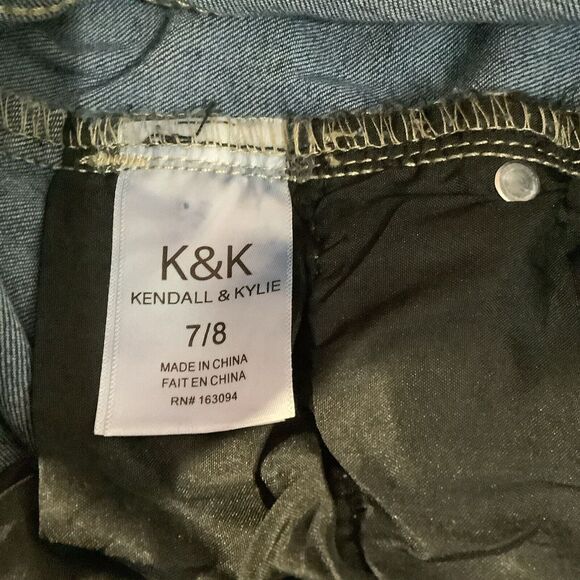 K&K
KENDALL & KYLIE
7/8
MADE IN CHINA
FAIT EN CHINA
RN# 163094